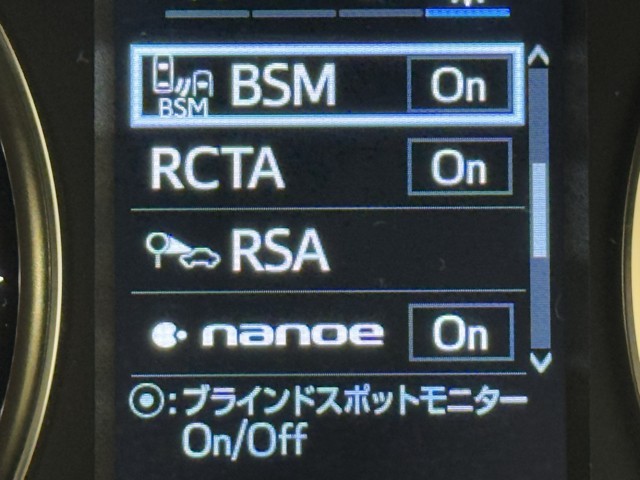 BSM BSM On
RCTA On
RSA
nanoe On
⦿:ブラインドスポットモニター
On/Off